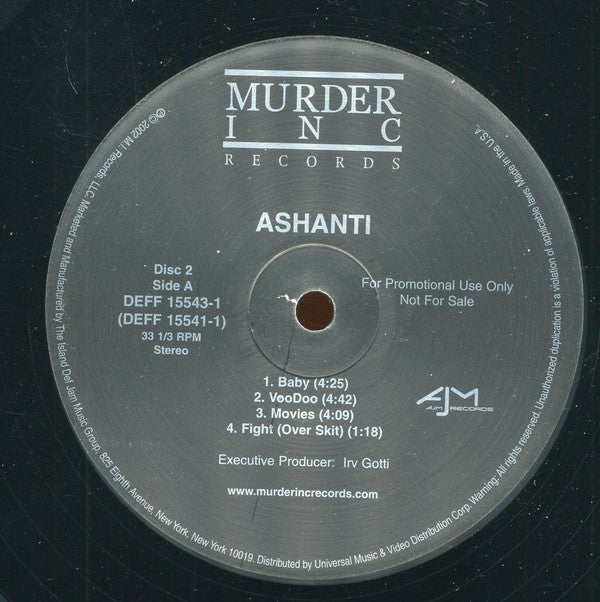 MURDER
INC
RECORDS
ASHANTI
Disc 2
Side A
DEFF 15543-1
(DEFF 15541-1)
33 1/3 RPM
Stereo
For Promotional Use Only
Not For Sale
1. Baby (4:25)
2. VooDoo (4:42)
3. Movies (4:09)
4. Fight (Over Skit) (1:18)
AJM
AJM RECORDS
Executive Producer: Irv Gotti
www.murderincrecords.com
℗© 2002 M.I. Records, LLC. Marketed and Manufactured by The Island Def Jam Music Group, 825 Eighth Avenue, New York, New York 10019. Distributed by Universal Music & Video Distribution Corp. Warning: All rights reserved. Unauthorized duplication is a violation of applicable laws. Made in the U.S.A.